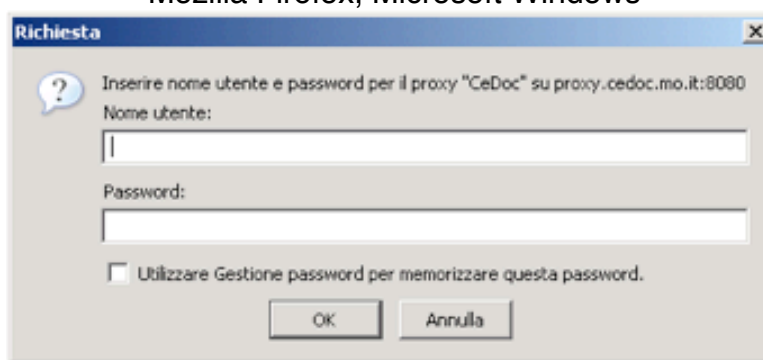 Mozilla Firefox, Microsoft Windows
Richiesta
Inserire nome utente e password per il proxy "CeDoc" su proxy.cedoc.mo.it:8080
Nome utente:
Password:
Utilizzare Gestione password per memorizzare questa password.
OK
Annulla